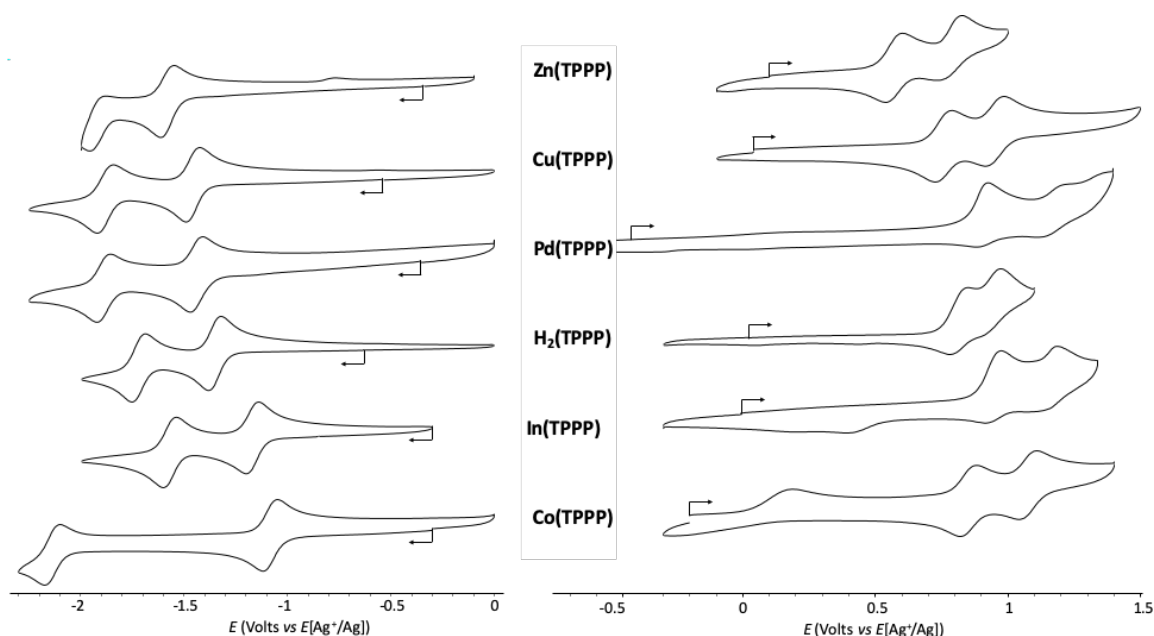 Zn(TPPP)
Cu(TPPP)
Pd(TPPP)
H₂(TPPP)
In(TPPP)
Co(TPPP)
-2 -1.5 -1 -0.5 0
E (Volts vs E[Ag⁺/Ag])
-0.5 0 0.5 1 1.5
E (Volts vs E[Ag⁺/Ag])